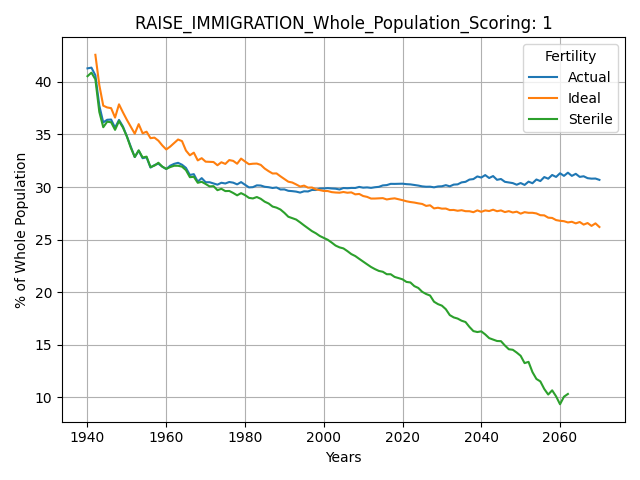 RAISE_IMMIGRATION_Whole_Population_Scoring: 1
Fertility
Actual
Ideal
Sterile
% of Whole Population
40
35
30
25
20
15
10
1940 1960 1980 2000 2020 2040 2060
Years